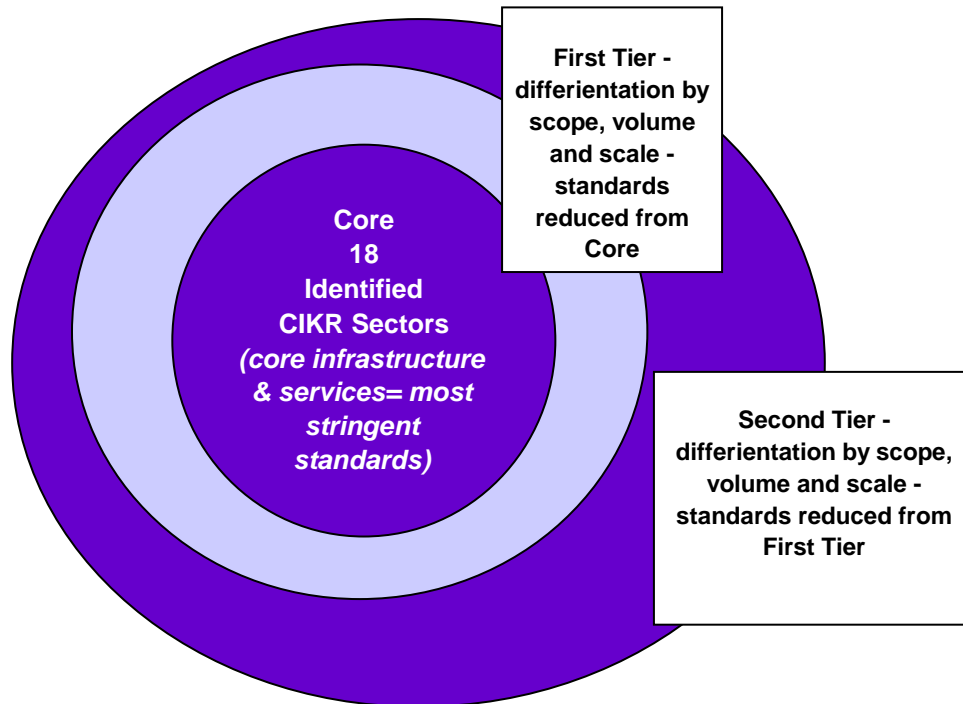 First Tier -
differientation by
scope, volume
and scale -
standards
reduced from
Core
Core
18
Identified
CIKR Sectors
(core infrastructure
& services= most
stringent
standards)
Second Tier -
differientation by scope,
volume and scale -
standards reduced from
First Tier